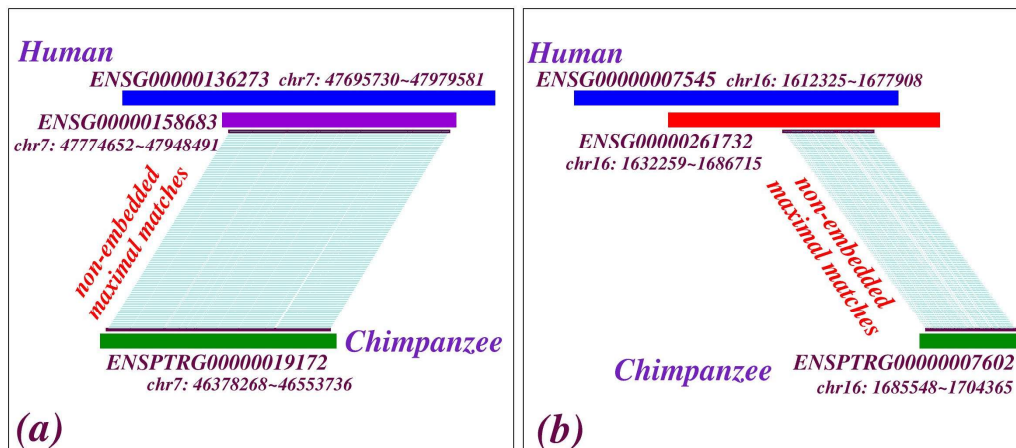 Human
ENSG00000136273 chr7: 47695730~47979581
ENSG00000158683
chr7: 47774652~47948491
non-embedded
maximal matches
Chimpanzee
ENSPTRG00000019172
chr7: 46378268~46553736
(a)
Human
ENSG00000007545 chr16: 1612325~1677908
ENSG00000261732
chr16: 1632259~1686715
non-embedded
maximal matches
Chimpanzee
ENSPTRG00000007602
chr16: 1685548~1704365
(b)